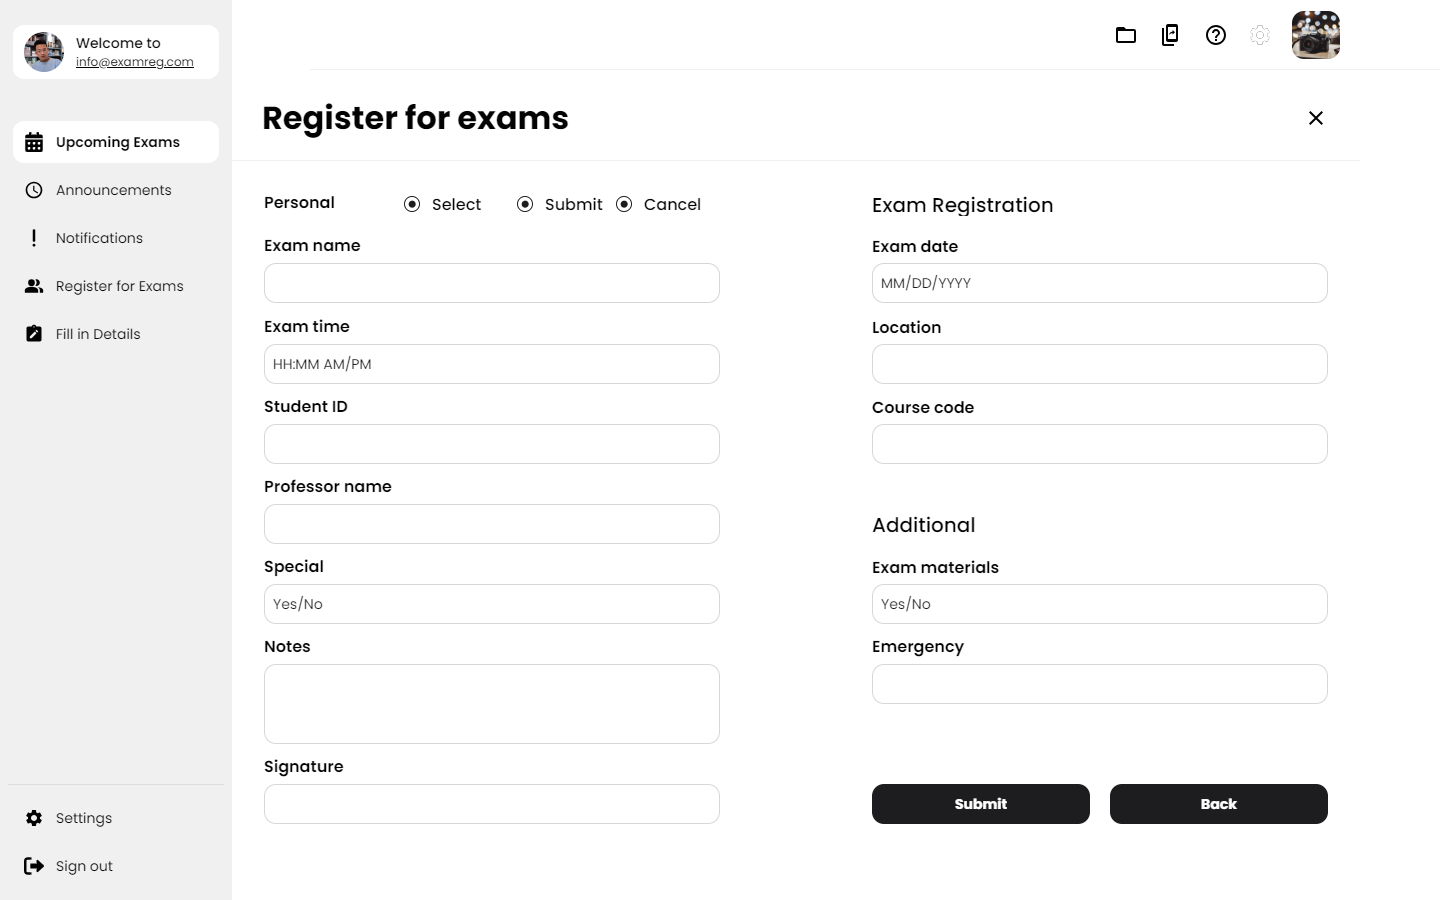 Welcome to
info@examreg.com
Upcoming Exams
Announcements
Notifications
Register for Exams
Fill in Details
Settings
Sign out
Register for exams
Personal
Select
Submit
Cancel
Exam name
Exam time
HH:MM AM/PM
Student ID
Professor name
Special
Yes/No
Notes
Signature
Exam Registration
Exam date
MM/DD/YYYY
Location
Course code
Additional
Exam materials
Yes/No
Emergency
Submit
Back